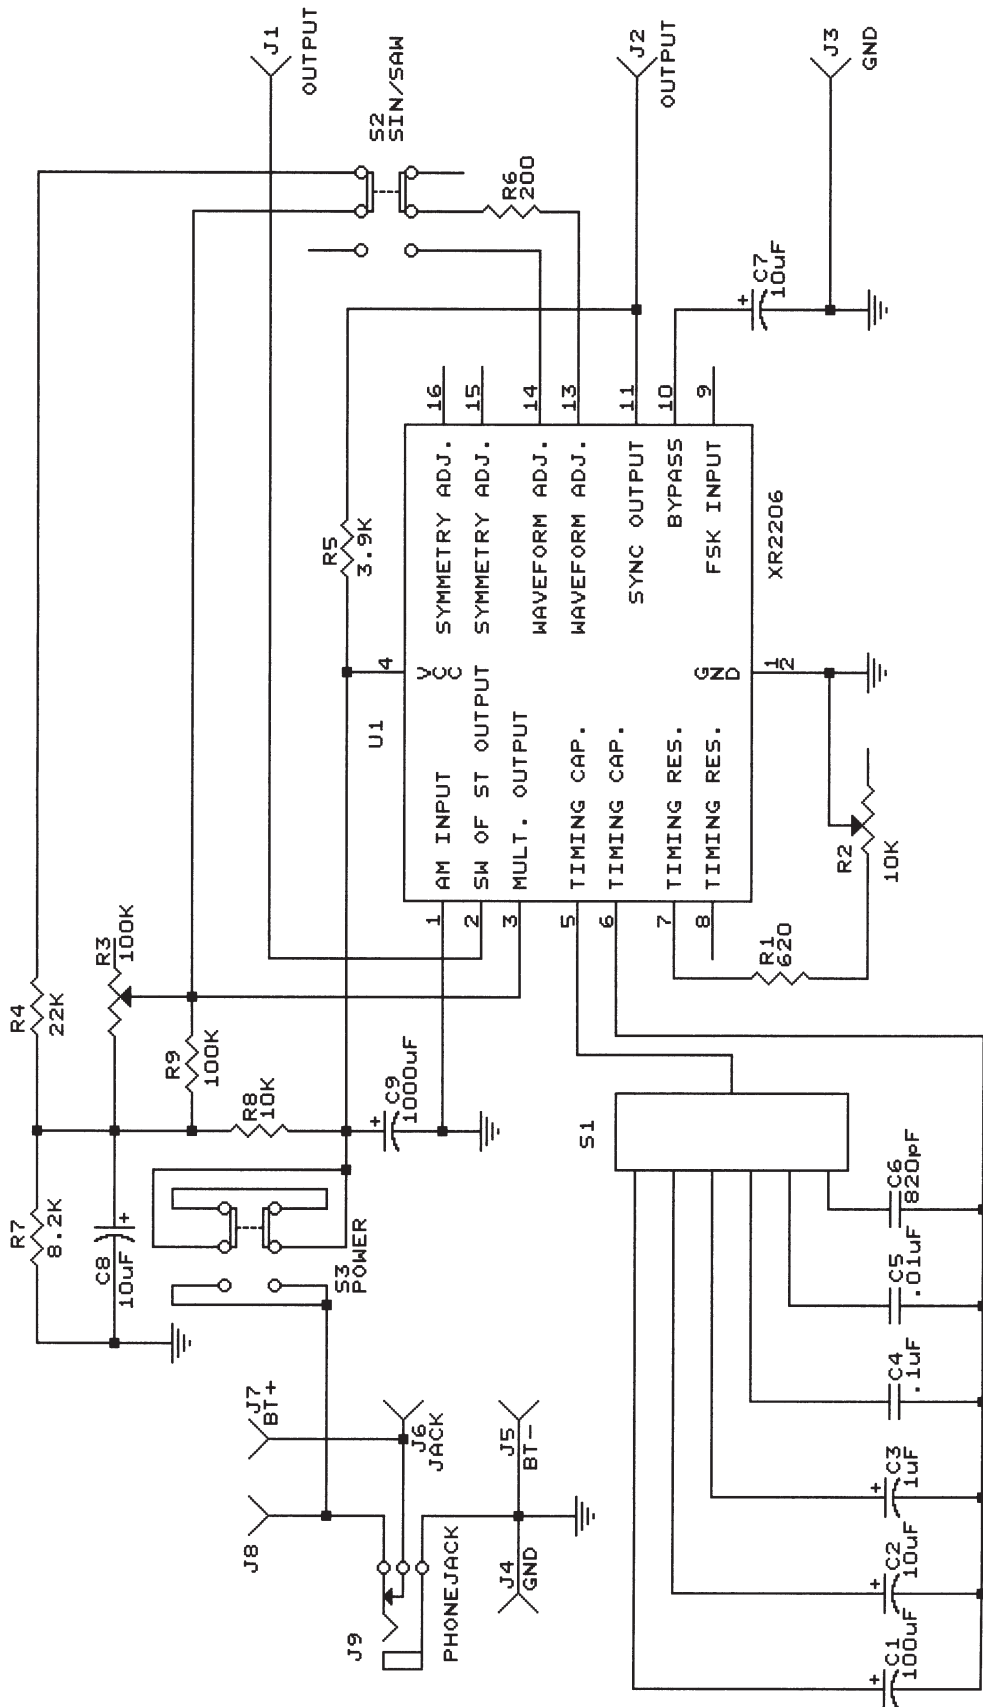 J1
OUTPUT
S2
SIN/SAW
J2
OUTPUT
J3
GND
R4
22K
R3
100K
R9
100K
R8
10K
R7
8.2K
C8
10uF
+
S3
POWER
C9
1000uF
+
R5
3.9K
R6
200
C7
10uF
+
U1
XR2206
4
VCC
1 AM INPUT
2 SW OF ST OUTPUT
3 MULT. OUTPUT
5 TIMING CAP.
6 TIMING CAP.
7 TIMING RES.
8 TIMING RES.
SYMMETRY ADJ. 16
SYMMETRY ADJ. 15
WAVEFORM ADJ. 14
WAVEFORM ADJ. 13
SYNC OUTPUT 11
BYPASS 10
FSK INPUT 9
GND
12
R1
620
R2
10K
J7
BT+
J8
J6
JACK
J9
PHONEJACK
J5
BT-
J4
GND
S1
C1
100uF
+
C2
10uF
+
C3
1uF
+
C4
.1uF
C5
.01uF
C6
820pF